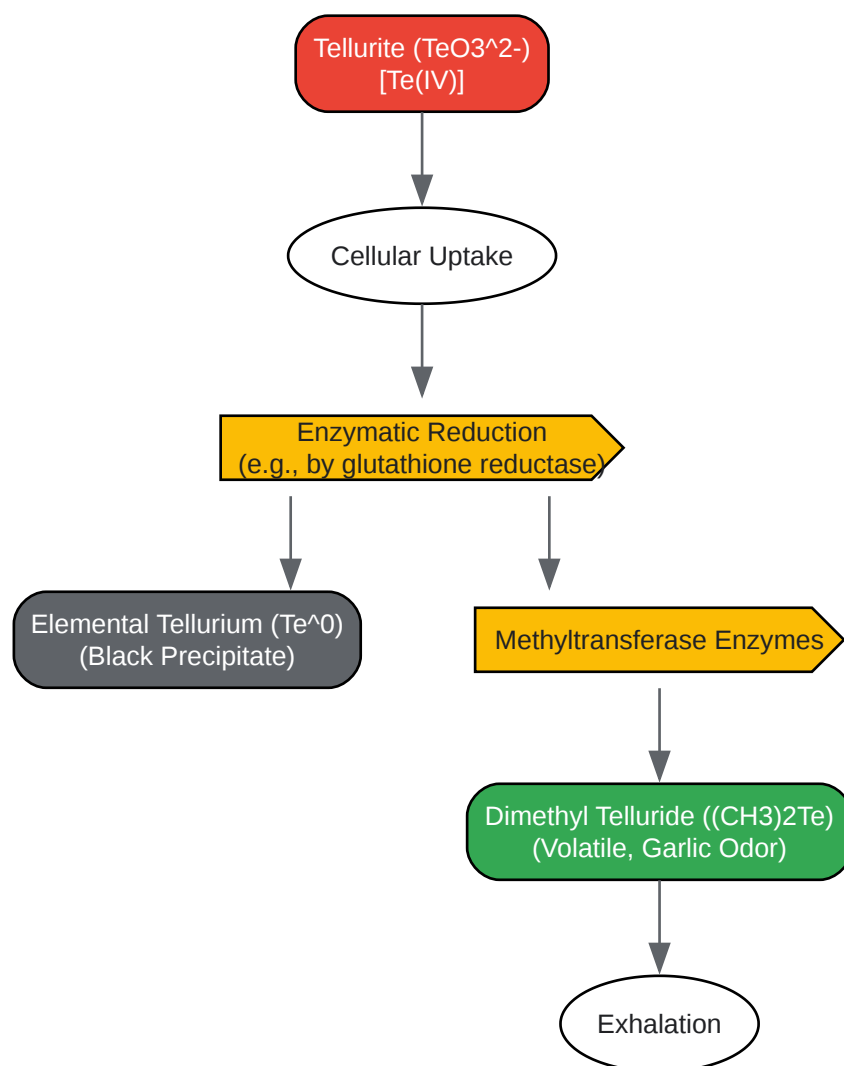 Tellurite (TeO3^2-)
[Te(IV)]
Cellular Uptake
Enzymatic Reduction
(e.g., by glutathione reductase)
Elemental Tellurium (Te^0)
(Black Precipitate)
Methyltransferase Enzymes
Dimethyl Telluride ((CH3)2Te)
(Volatile, Garlic Odor)
Exhalation